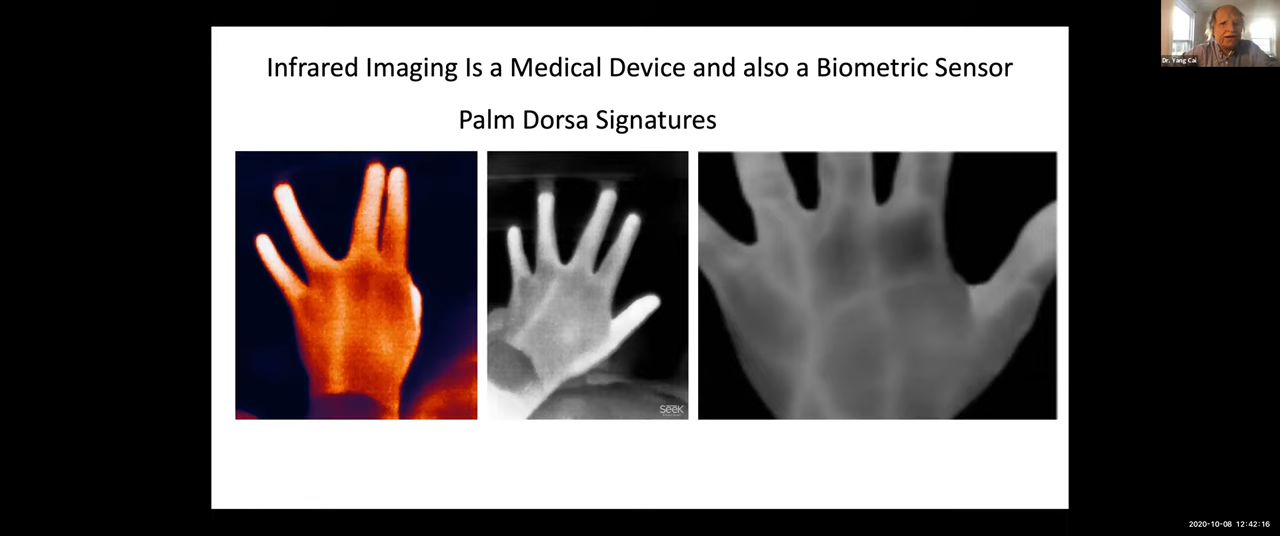 Infrared Imaging Is a Medical Device and also a Biometric Sensor
Palm Dorsa Signatures
Seek
Dr. Yang Cai
2020-10-08 12:42:16